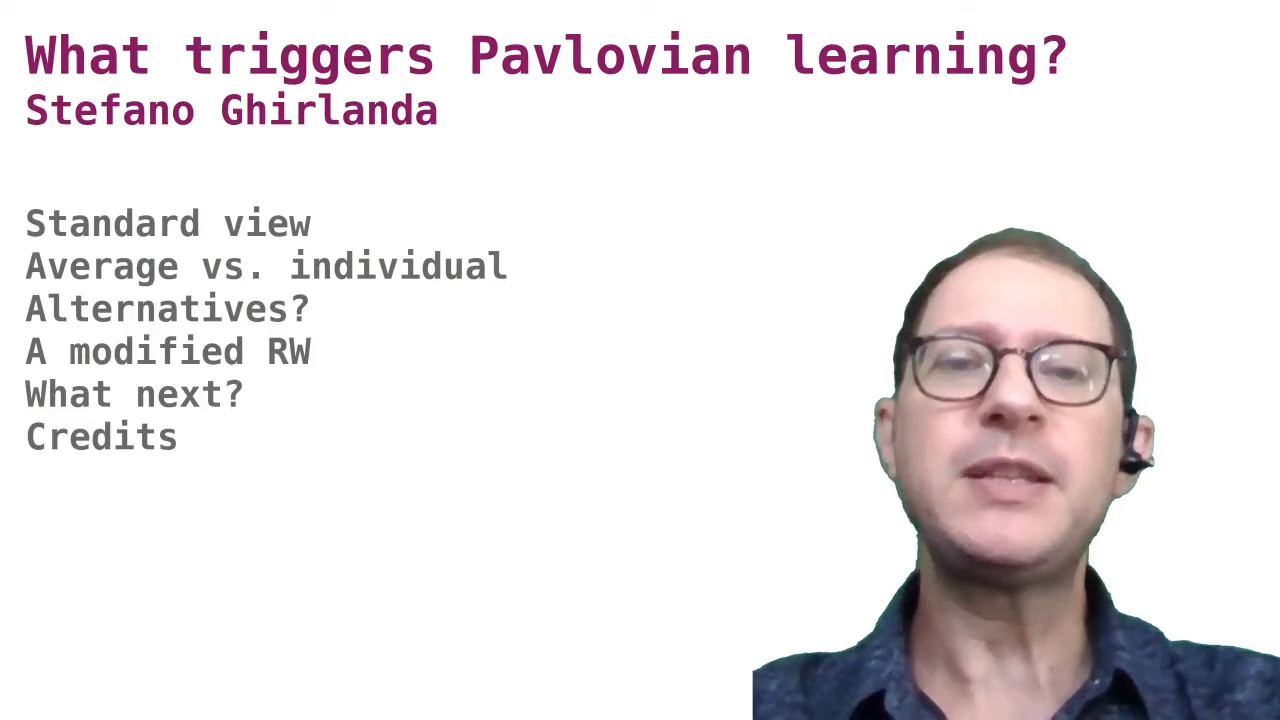 What triggers Pavlovian learning?
Stefano Ghirlanda
Standard view
Average vs. individual
Alternatives?
A modified RW
What next?
Credits